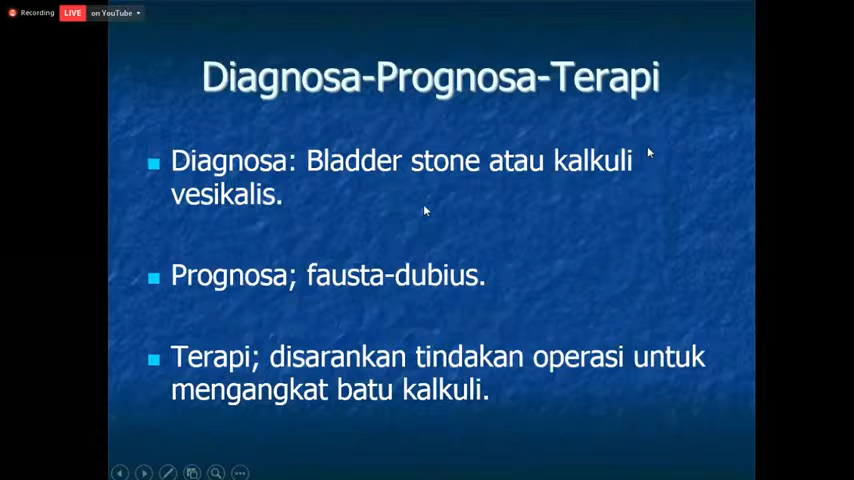 Recording
LIVE
on YouTube
Diagnosa-Prognosa-Terapi
Diagnosa: Bladder stone atau kalkuli
vesikalis.
Prognosa; fausta-dubius.
Terapi; disarankan tindakan operasi untuk
mengangkat batu kalkuli.